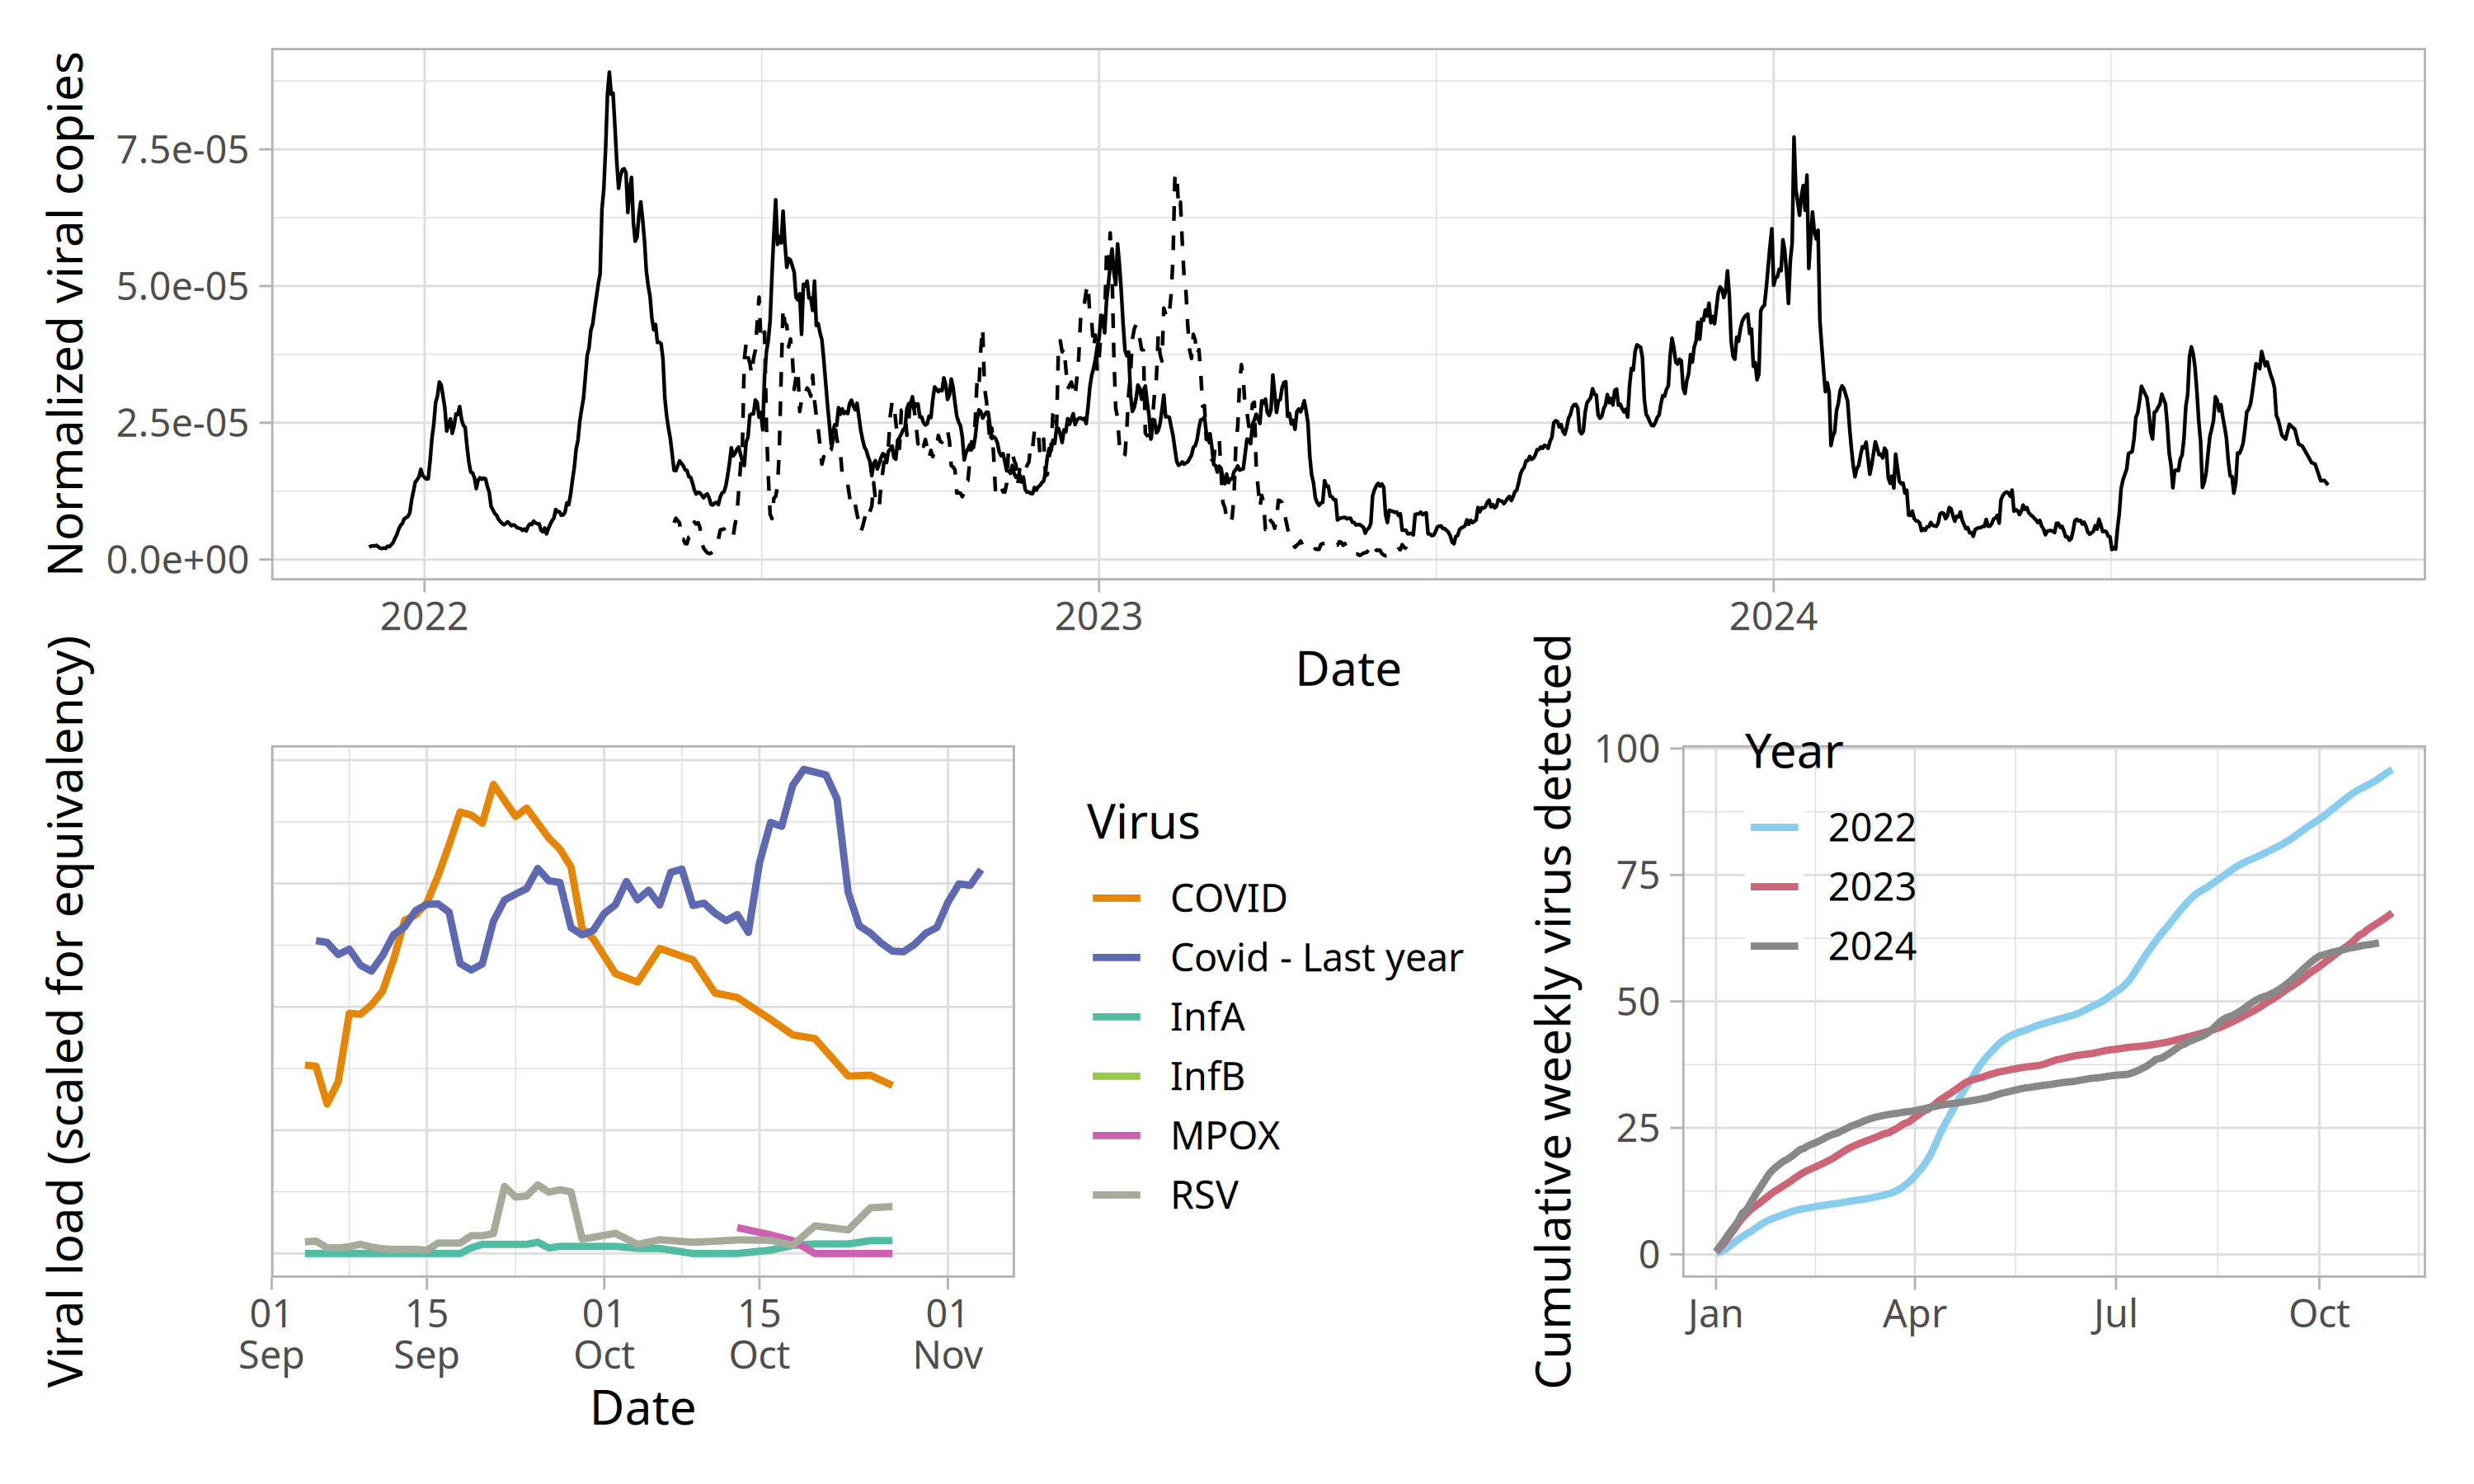 Normalized viral copies
7.5e-05
5.0e-05
2.5e-05
0.0e+00
2022
2023
2024
Date
Viral load (scaled for equivalency)
01
Sep
15
Sep
01
Oct
15
Oct
01
Nov
Date
Virus
COVID
Covid - Last year
InfA
InfB
MPOX
RSV
Cumulative weekly virus detected
100
75
50
25
0
Year
2022
2023
2024
Jan
Apr
Jul
Oct